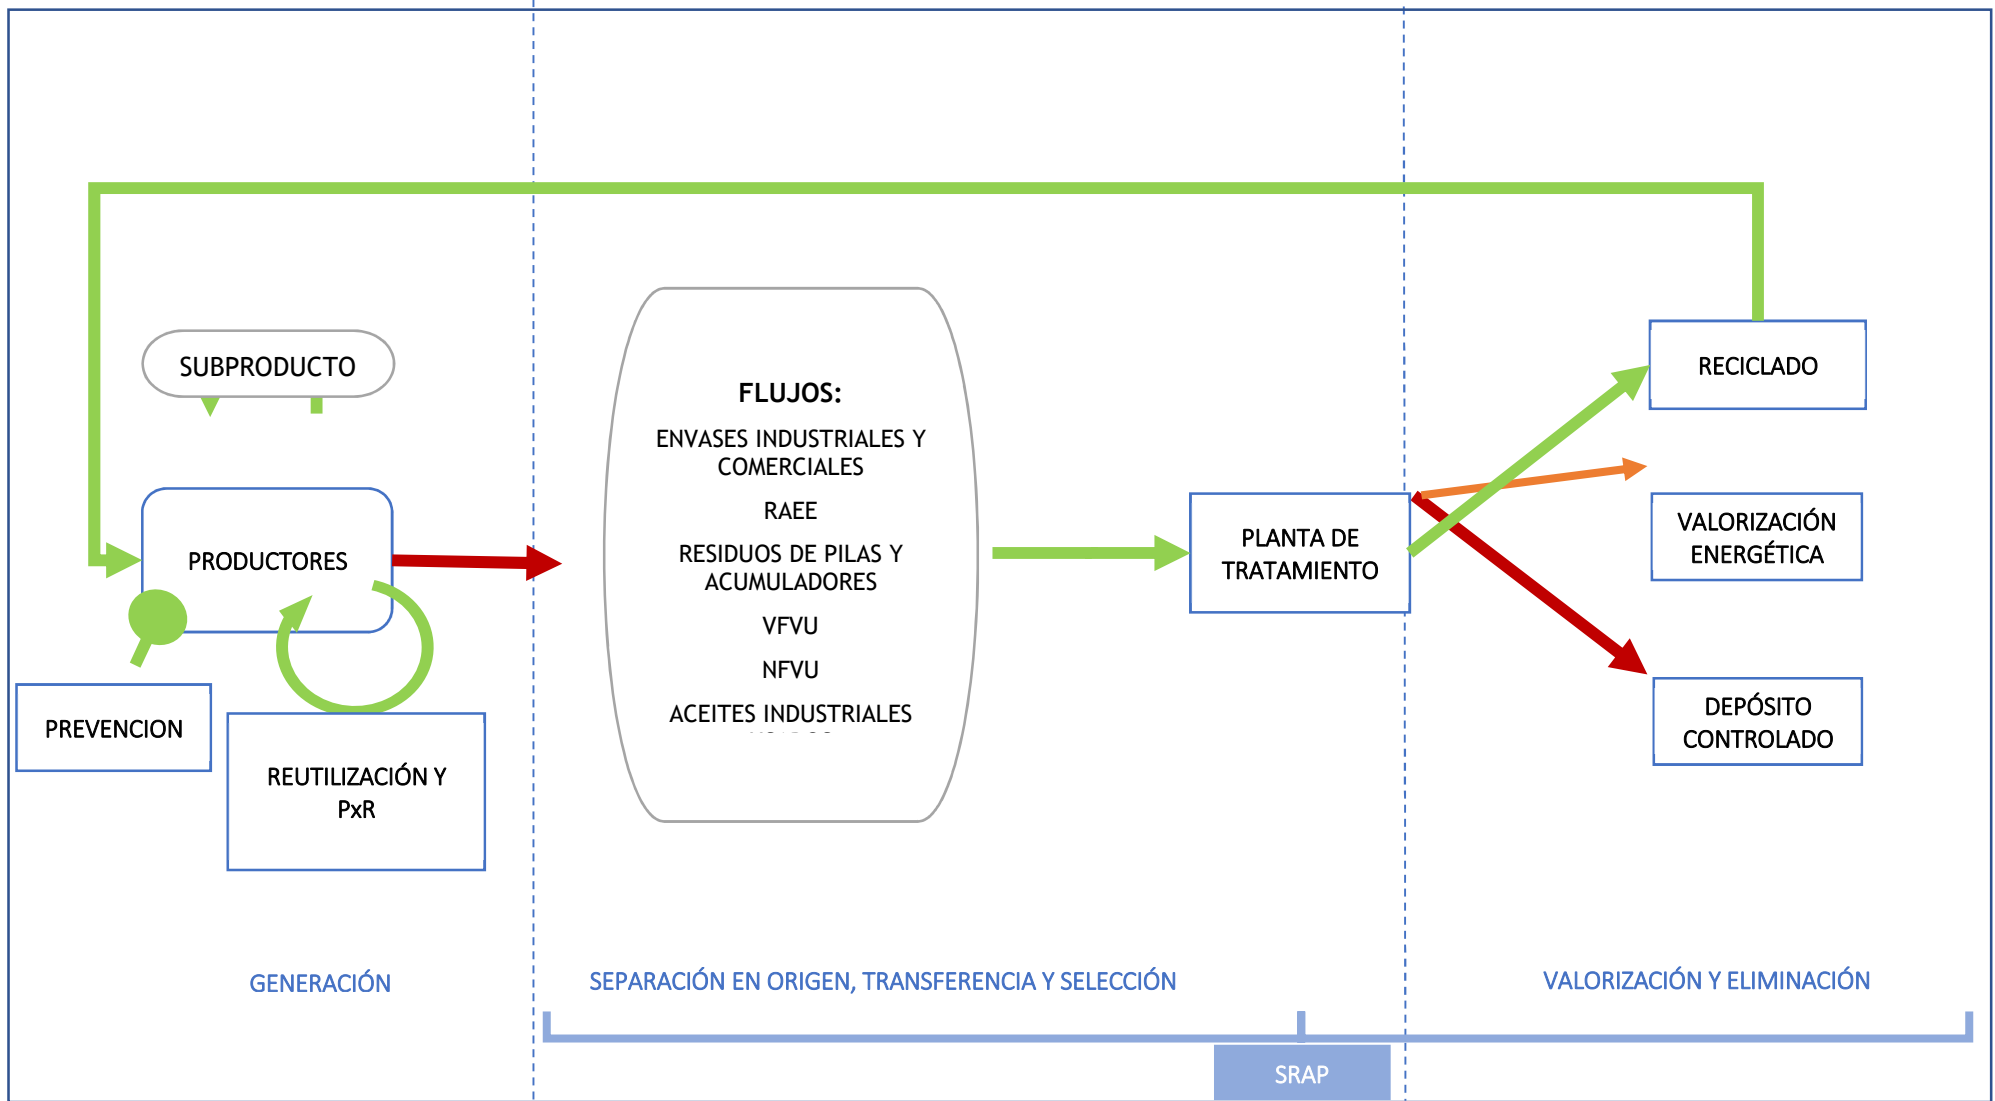 SUBPRODUCTO
PRODUCTORES
PREVENCION
REUTILIZACIÓN Y
PxR
FLUJOS:
ENVASES INDUSTRIALES Y
COMERCIALES
RAEE
RESIDUOS DE PILAS Y
ACUMULADORES
VFVU
NFVU
ACEITES INDUSTRIALES
PLANTA DE
TRATAMIENTO
RECICLADO
VALORIZACIÓN
ENERGÉTICA
DEPÓSITO
CONTROLADO
GENERACIÓN
SEPARACIÓN EN ORIGEN, TRANSFERENCIA Y SELECCIÓN
VALORIZACIÓN Y ELIMINACIÓN
SRAP